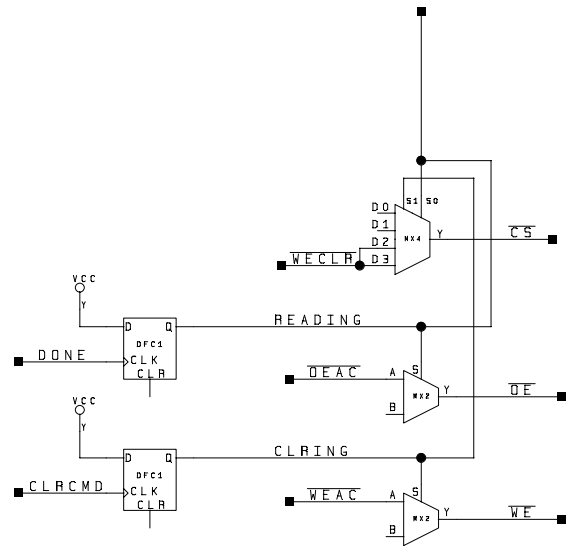 S1 S0
D0
D1
D2
D3
MX4
Y
CS
WECLR
VCC
Y
D Q
DFC1
CLK
CLR
READING
DONE
OEAC
A
S
B
MX2
Y
OE
VCC
Y
D Q
DFC1
CLK
CLR
CLRING
CLRCMD
WEAC
A
S
B
MX2
Y
WE